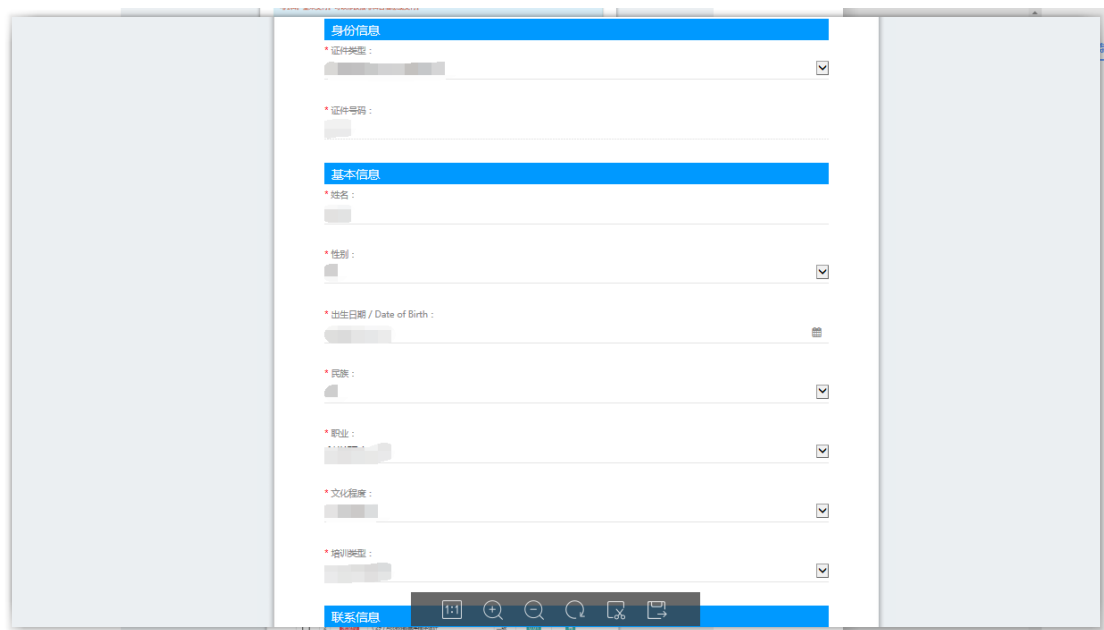 身份信息
* 证件类型：
* 证件号码：
基本信息
* 姓名：
* 性别：
* 出生日期 / Date of Birth：
* 民族：
* 职业：
* 文化程度：
* 培训类型：
联系信息
1:1